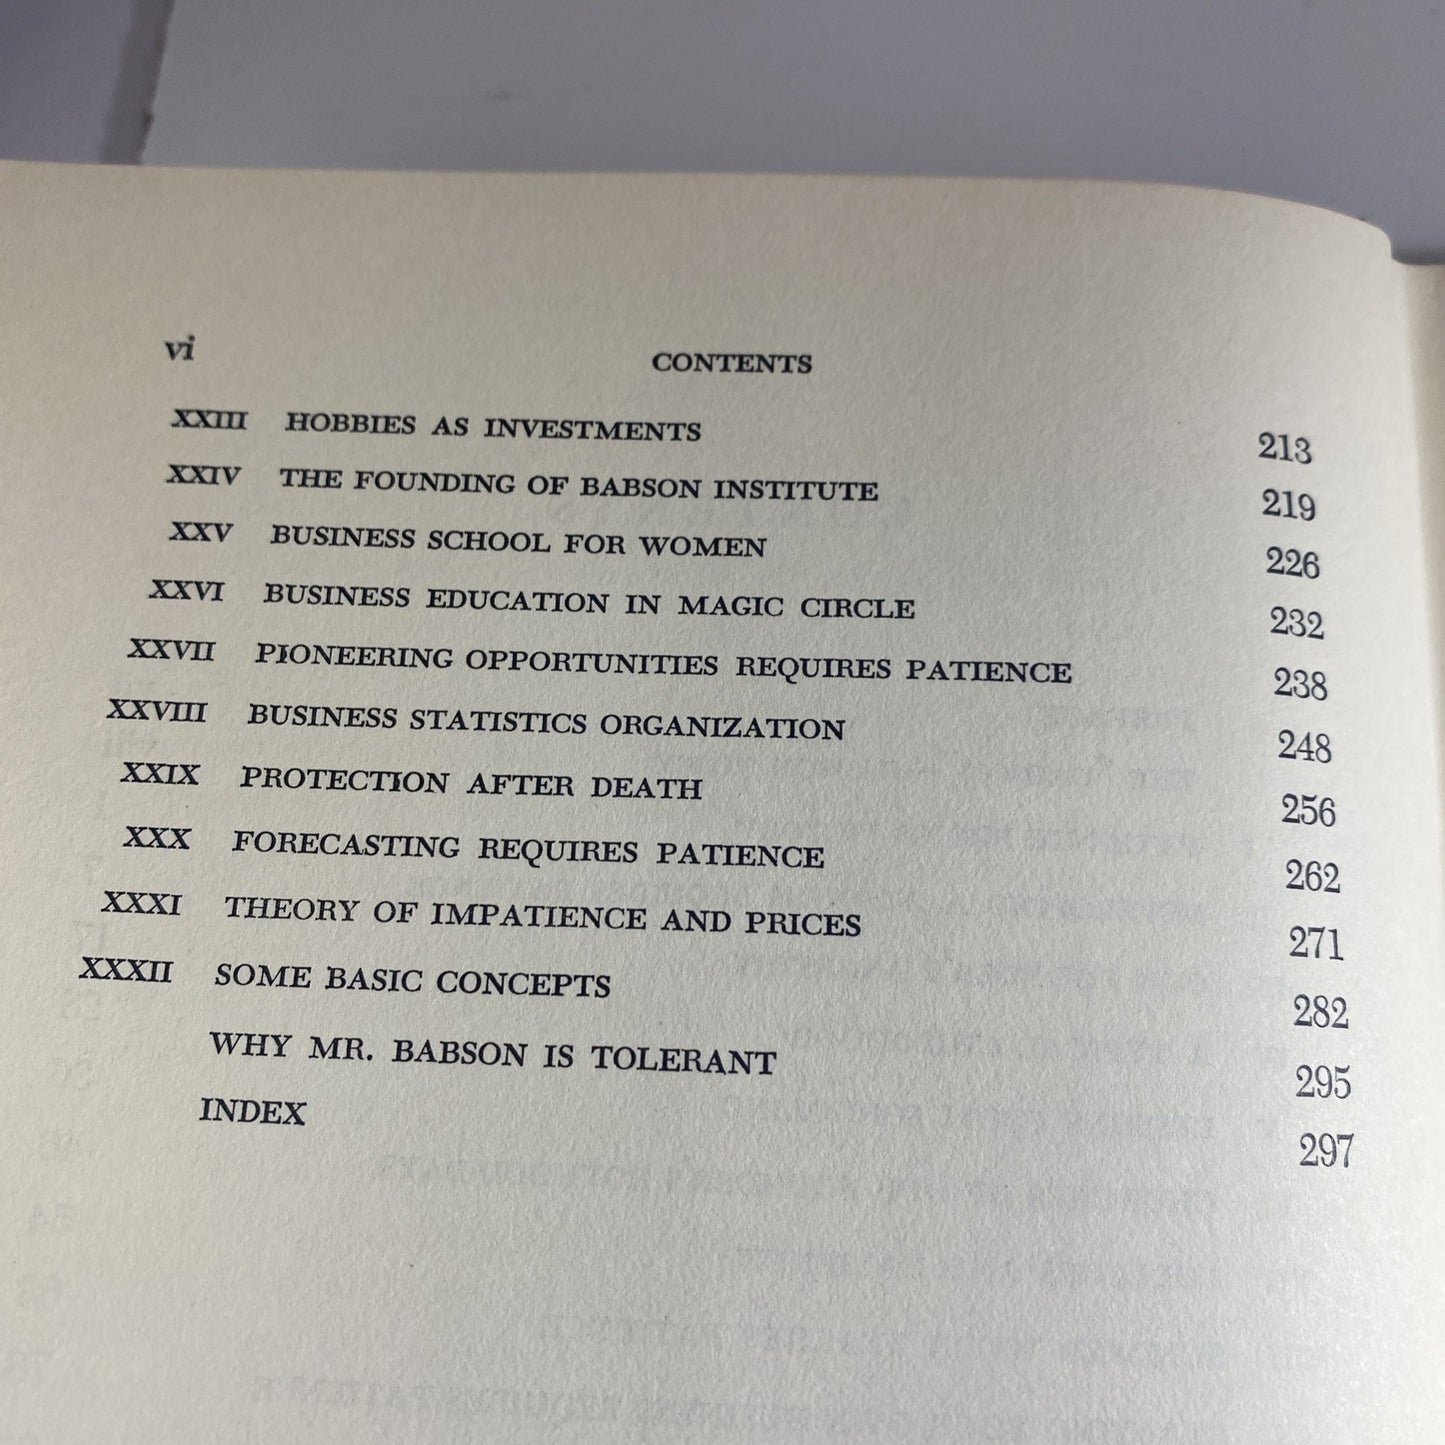 vi CONTENTS
XXIII HOBBIES AS INVESTMENTS 213
XXIV THE FOUNDING OF BABSON INSTITUTE 219
XXV BUSINESS SCHOOL FOR WOMEN 226
XXVI BUSINESS EDUCATION IN MAGIC CIRCLE 232
XXVII PIONEERING OPPORTUNITIES REQUIRES PATIENCE 238
XXVIII BUSINESS STATISTICS ORGANIZATION 248
XXIX PROTECTION AFTER DEATH 256
XXX FORECASTING REQUIRES PATIENCE 262
XXXI THEORY OF IMPATIENCE AND PRICES 271
XXXII SOME BASIC CONCEPTS 282
WHY MR. BABSON IS TOLERANT 295
INDEX 297